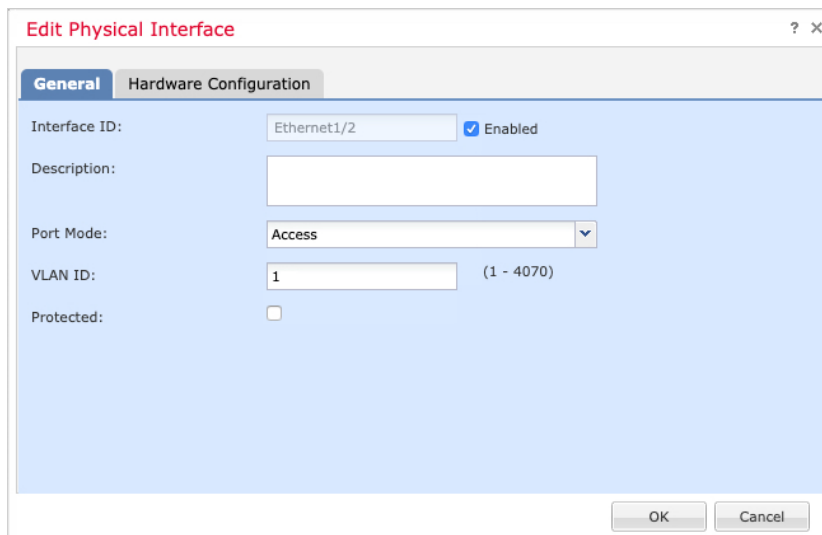 Edit Physical Interface ? ×
General Hardware Configuration
Interface ID: Ethernet1/2 Enabled
Description:
Port Mode: Access
VLAN ID: 1 (1 - 4070)
Protected:
OK Cancel